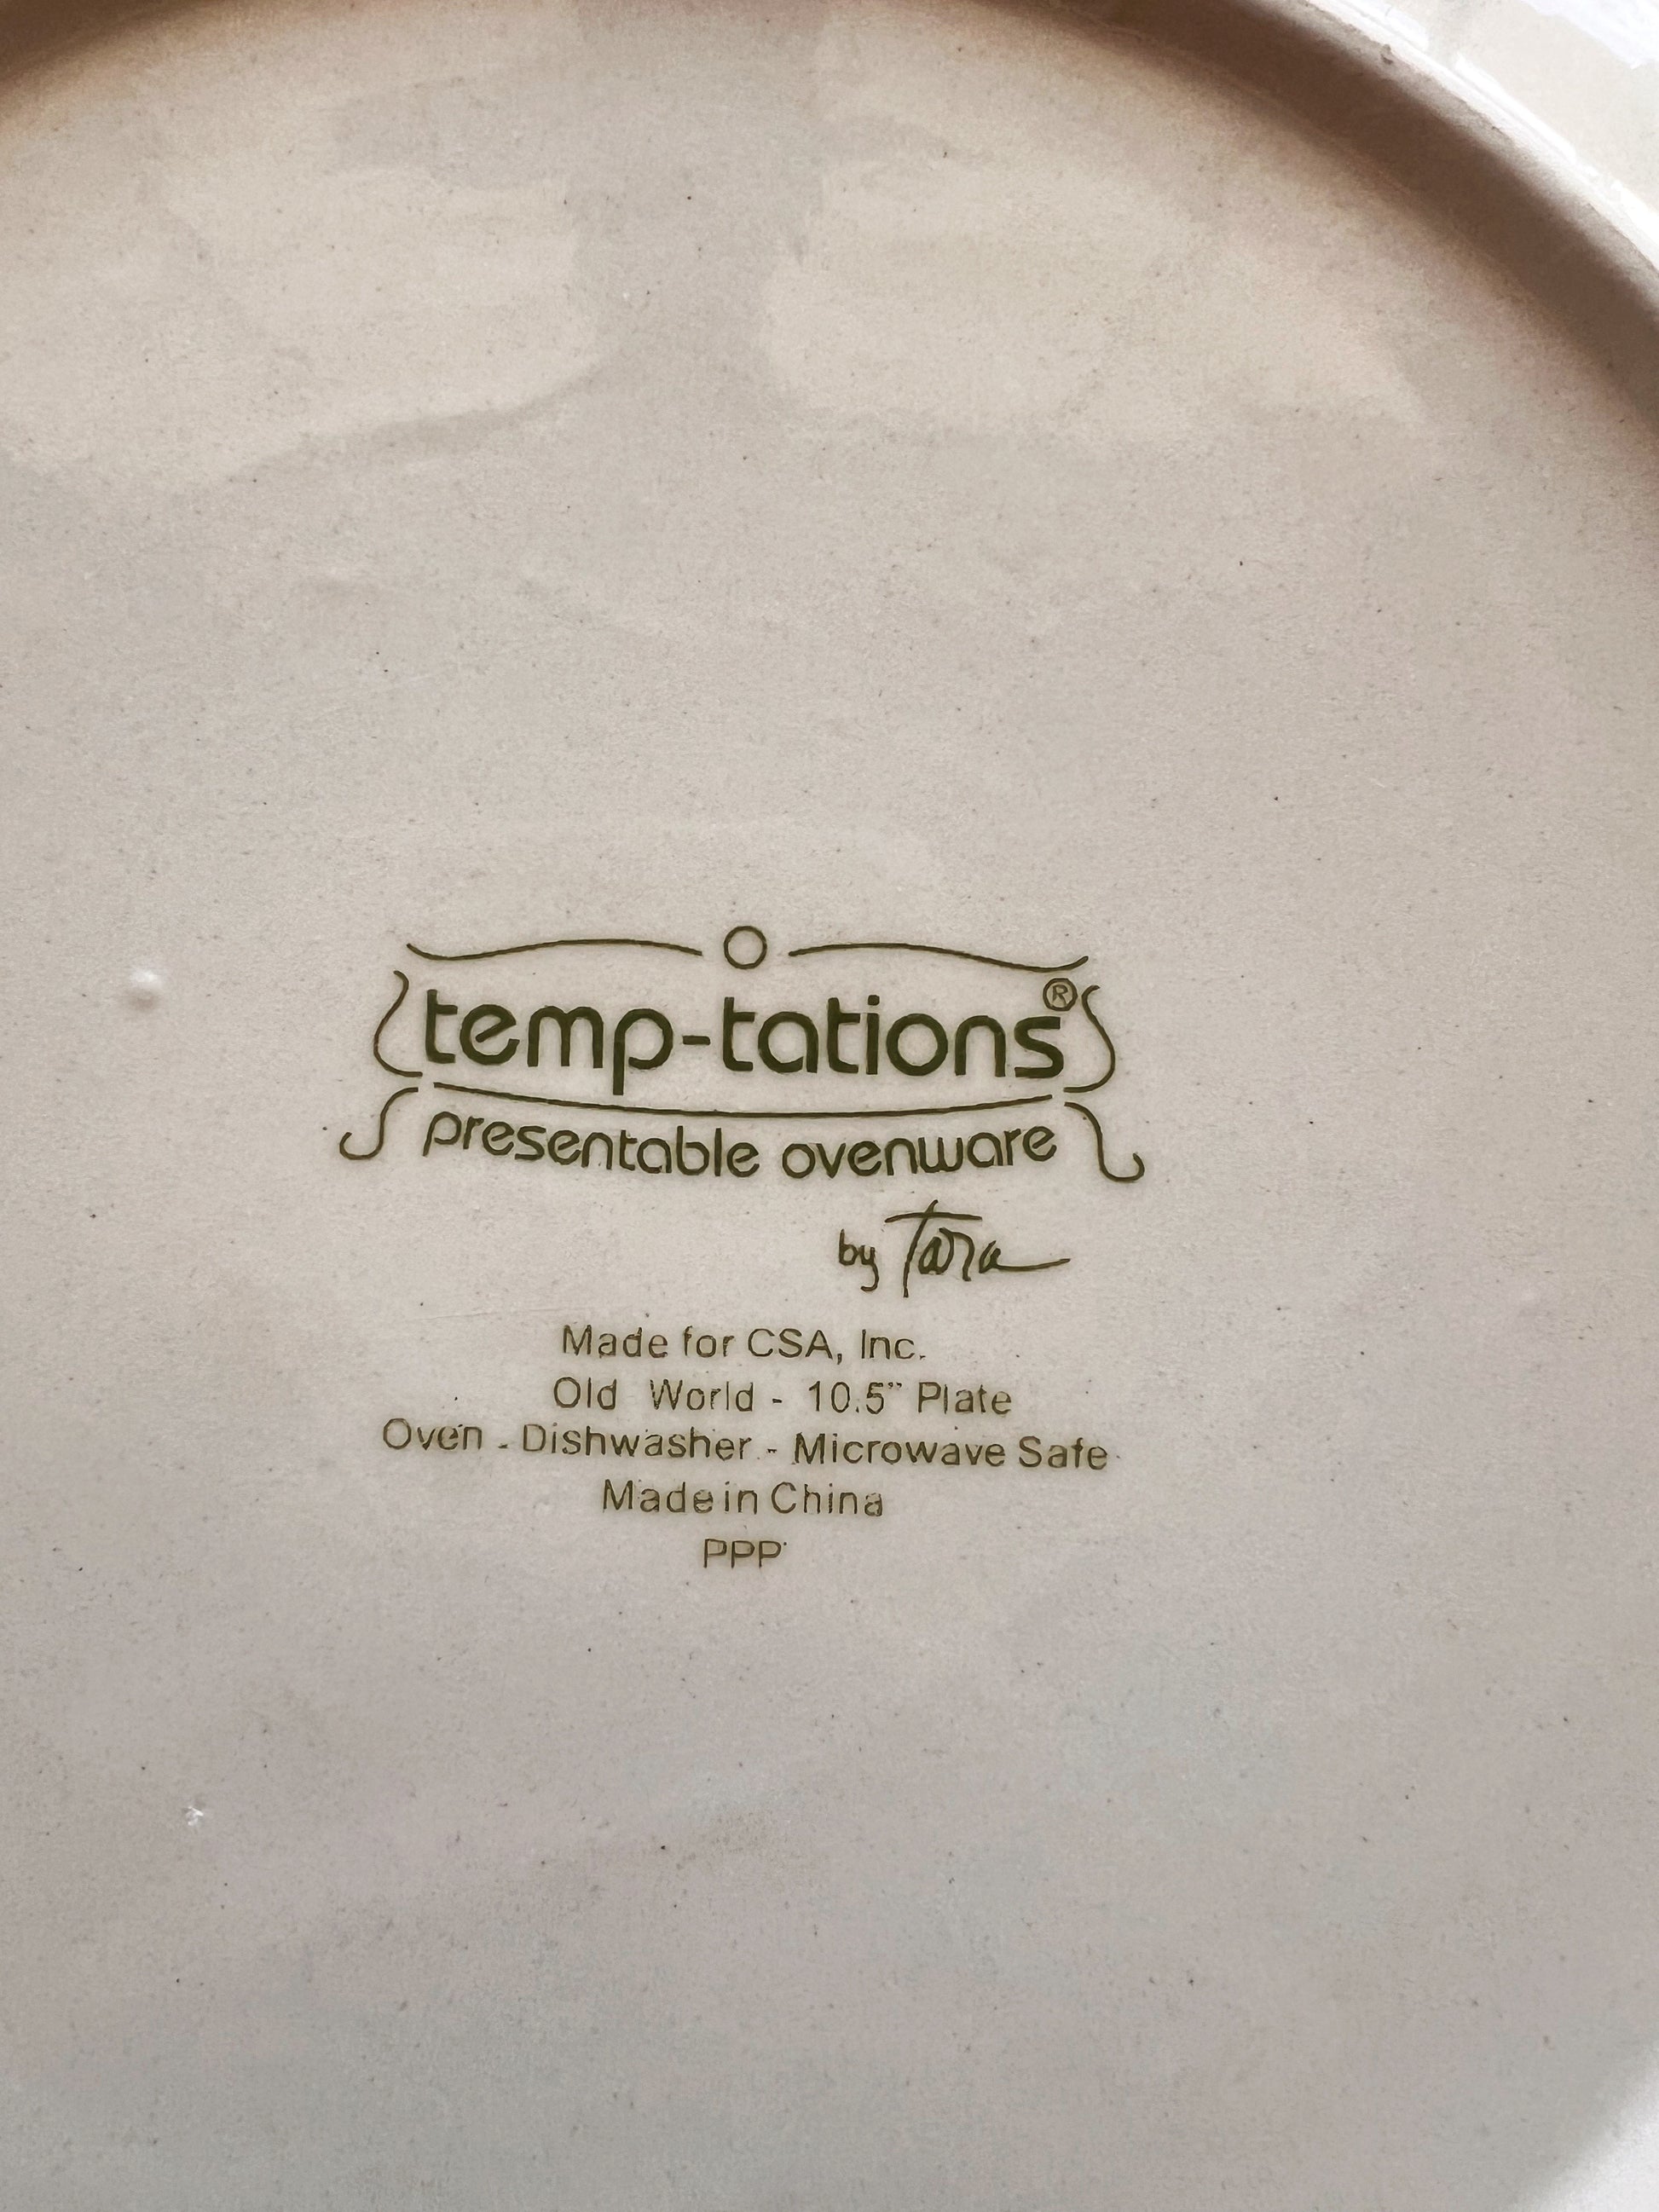 temp-tations®
presentable ovenware
by Tara
Made for CSA, Inc.
Old World - 10.5” Plate
Oven - Dishwasher - Microwave Safe
Made in China
PPP